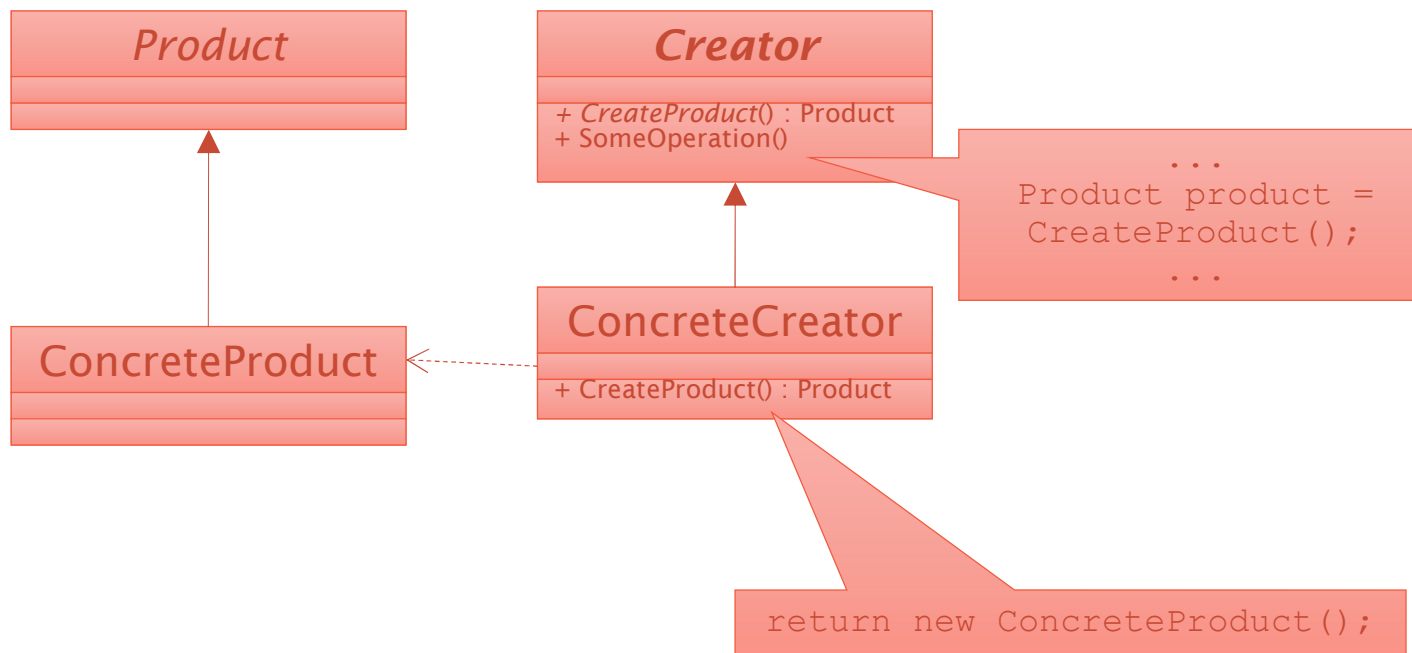 Product
Creator
+ CreateProduct() : Product
+ SomeOperation()
...
Product product =
CreateProduct();
...
ConcreteProduct
ConcreteCreator
+ CreateProduct() : Product
return new ConcreteProduct();